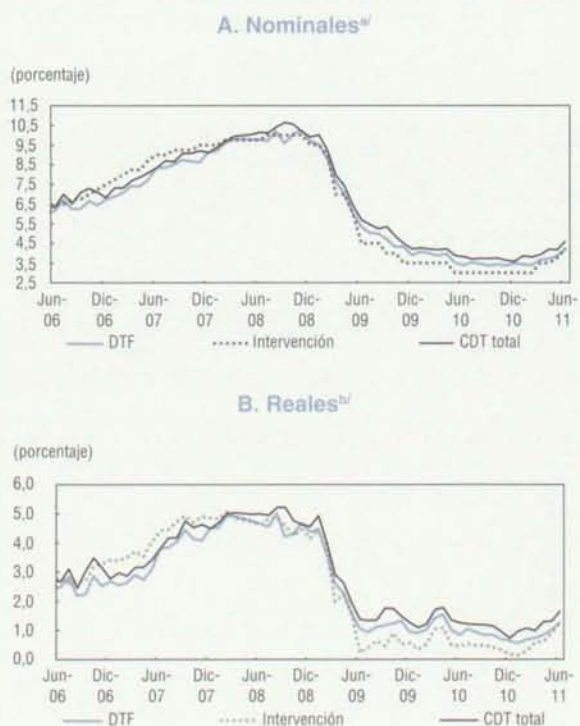 A. Nominales a/
(porcentaje)
11,5
10,5
9,5
8,5
7,5
6,5
5,5
4,5
3,5
2,5
Jun-06 Dic-06 Jun-07 Dic-07 Jun-08 Dic-08 Jun-09 Dic-09 Jun-10 Dic-10 Jun-11
DTF Intervención CDT total
B. Reales b/
(porcentaje)
6,0
5,0
4,0
3,0
2,0
1,0
0,0
Jun-06 Dic-06 Jun-07 Dic-07 Jun-08 Dic-08 Jun-09 Dic-09 Jun-10 Dic-10 Jun-11
DTF Intervención CDT total